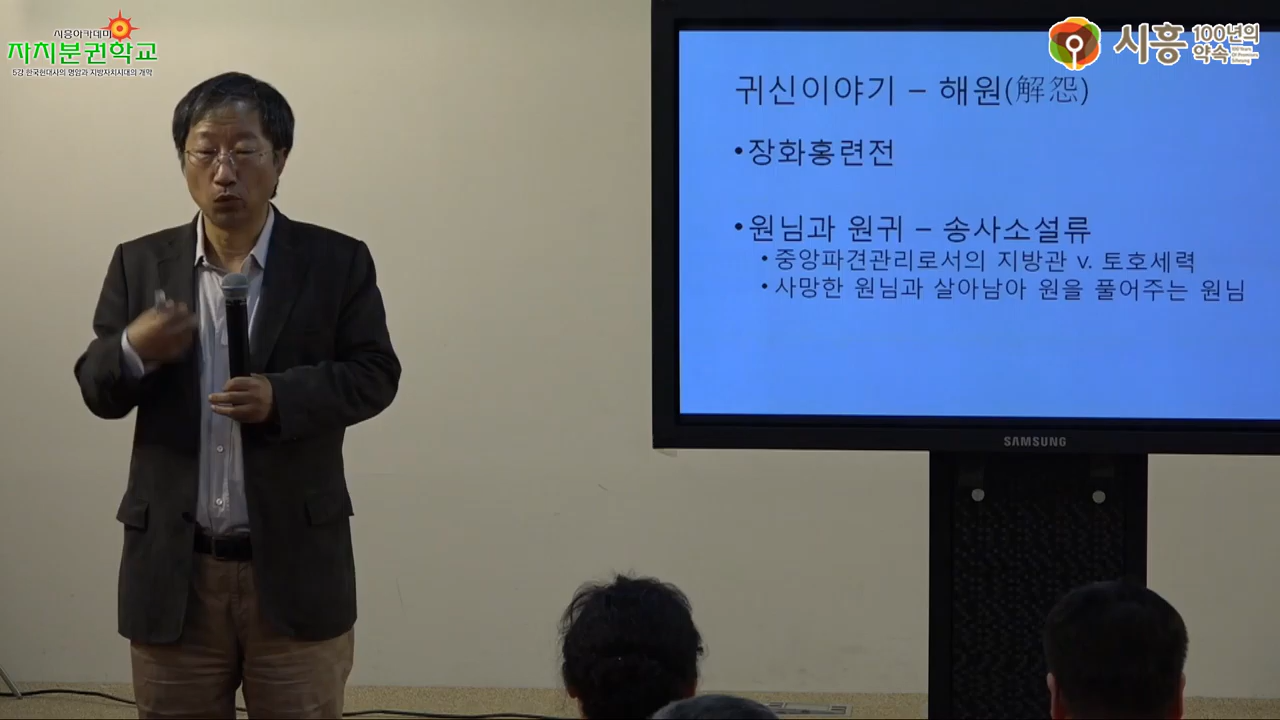 시흥아카데미
자치분권학교
5강 한국현대사의 명암과 지방자치시대의 개막
시흥 100년의 약속
귀신이야기 – 해원(解怨)
•장화홍련전
•원님과 원귀 – 송사소설류
•중앙파견관리로서의 지방관 v. 토호세력
•사망한 원님과 살아남아 원을 풀어주는 원님
SAMSUNG